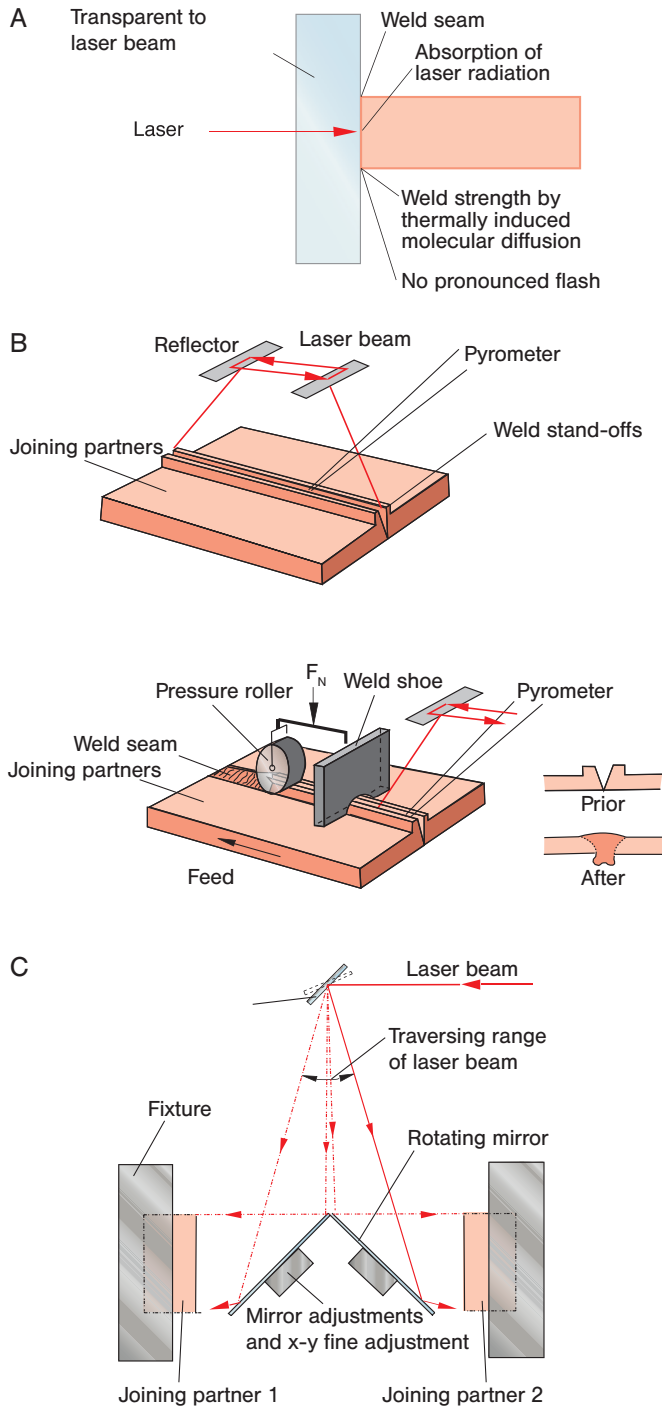 A
Transparent to
laser beam
Weld seam
Absorption of
laser radiation
Laser
Weld strength by
thermally induced
molecular diffusion
No pronounced flash
B
Reflector
Laser beam
Pyrometer
Joining partners
Weld stand-offs
F_N
Pressure roller
Weld shoe
Pyrometer
Weld seam
Joining partners
Prior
Feed
After
C
Laser beam
Traversing range
of laser beam
Fixture
Rotating mirror
Mirror adjustments
and x-y fine adjustment
Joining partner 1
Joining partner 2